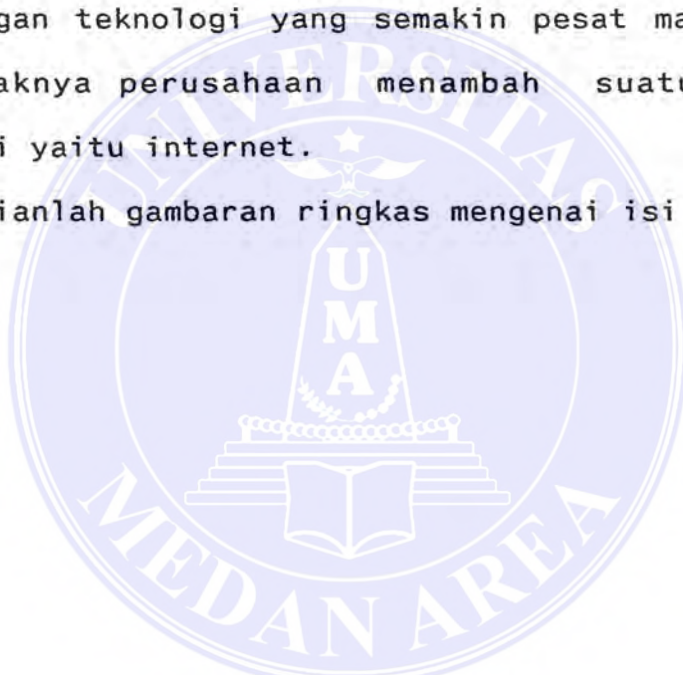 gan teknologi yang semakin pesat ma
aknya perusahaan menambah suatu
i yaitu internet.
ianlah gambaran ringkas mengenai isi
UNIVERSITAS
UMA
MEDAN AREA